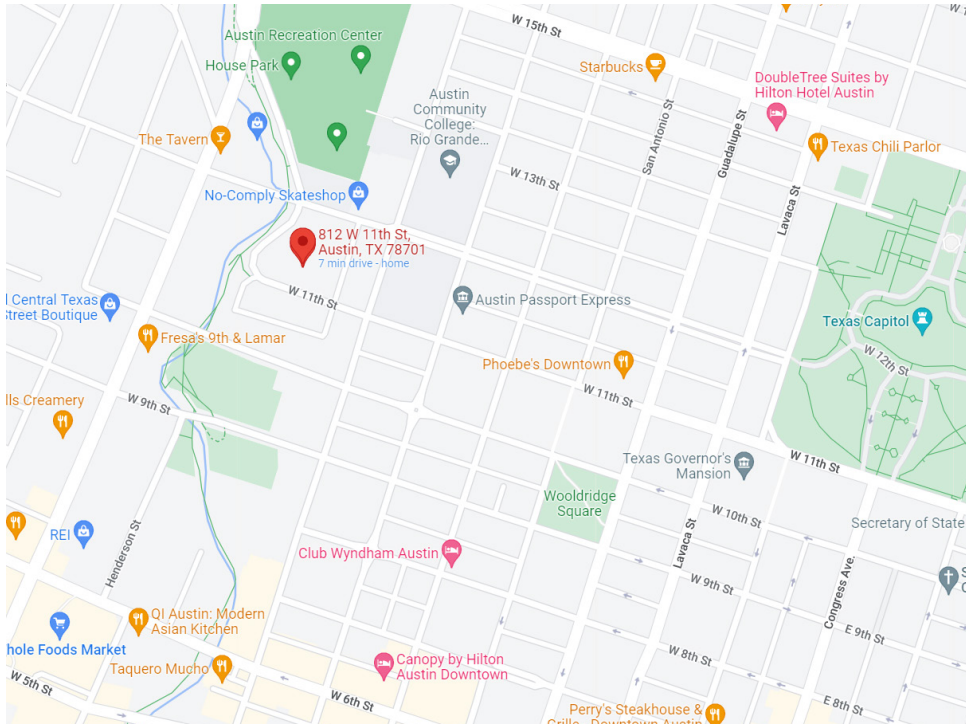 W 15th St
Austin Recreation Center
House Park
Starbucks
DoubleTree Suites by
Hilton Hotel Austin
Austin
Community
College:
Rio Grande...
The Tavern
San Antonio St
Guadalupe St
Texas Chili Parlor
No-Comply Skateshop
W 13th St
Lavaca St
812 W 11th St,
Austin, TX 78701
7 min drive - home
W 11th St
Austin Passport Express
l Central Texas
Street Boutique
Texas Capitol
Fresa's 9th & Lamar
Phoebe's Downtown
W 12th St
W 11th St
lls Creamery
W 9th St
Texas Governor's
Mansion
W 11th St
Wooldridge
Square
W 10th St
Secretary of State
REI
Henderson St
Club Wyndham Austin
Lavaca St
W 9th St
Congress Ave.
S
C
QI Austin: Modern
Asian Kitchen
E 9th St
hole Foods Market
Taquero Mucho
Canopy by Hilton
Austin Downtown
W 8th St
W 5th St
W 6th St
E 8th St
Perry's Steakhouse &
Grille - Downtown Austin